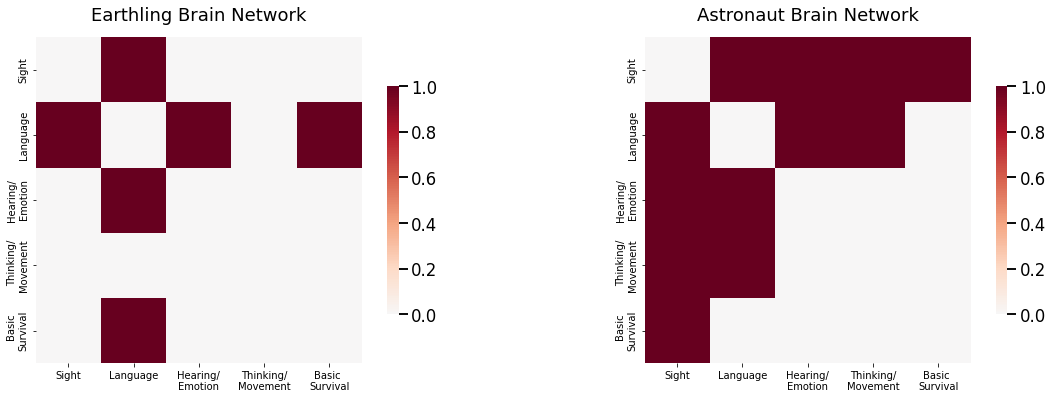 Earthling Brain Network
Sight
Language
Hearing/
Emotion
Thinking/
Movement
Basic
Survival
Sight
Language
Hearing/
Emotion
Thinking/
Movement
Basic
Survival
1.0
0.8
0.6
0.4
0.2
0.0
Astronaut Brain Network
Sight
Language
Hearing/
Emotion
Thinking/
Movement
Basic
Survival
Sight
Language
Hearing/
Emotion
Thinking/
Movement
Basic
Survival
1.0
0.8
0.6
0.4
0.2
0.0